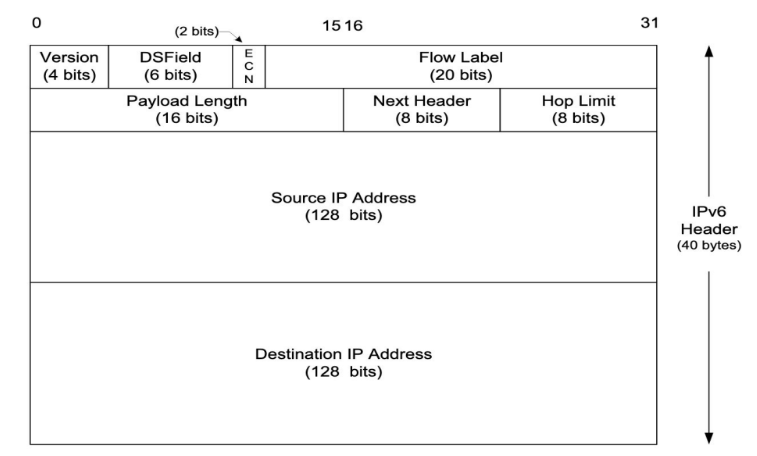 0 (2 bits) 15 16 31
Version DSField E C N Flow Label
(4 bits) (6 bits) (20 bits)
Payload Length Next Header Hop Limit
(16 bits) (8 bits) (8 bits)
Source IP Address
(128 bits)
IPv6
Header
(40 bytes)
Destination IP Address
(128 bits)